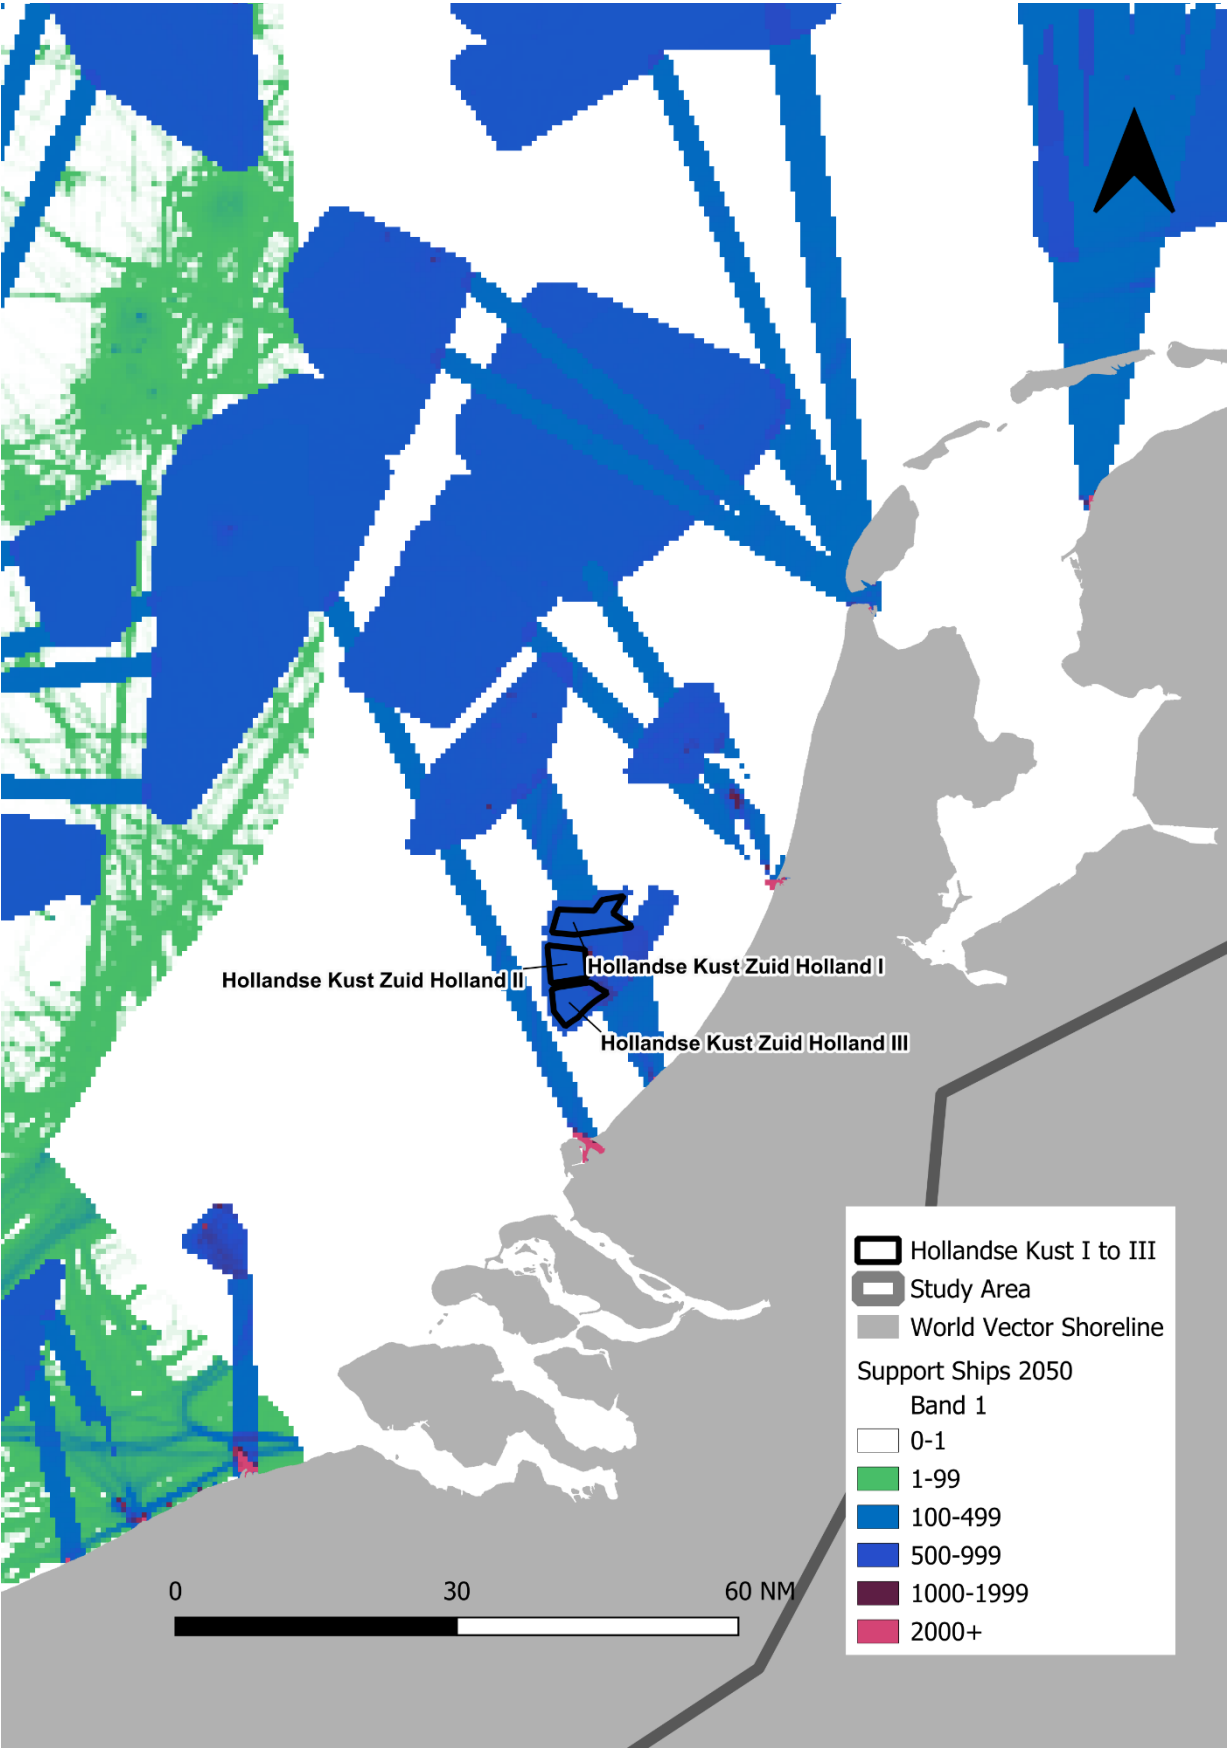 Hollandse Kust Zuid Holland I
Hollandse Kust Zuid Holland II
Hollandse Kust Zuid Holland III
Hollandse Kust I to III
Study Area
World Vector Shoreline
Support Ships 2050
Band 1
0-1
1-99
100-499
500-999
1000-1999
2000+
0 30 60 NM